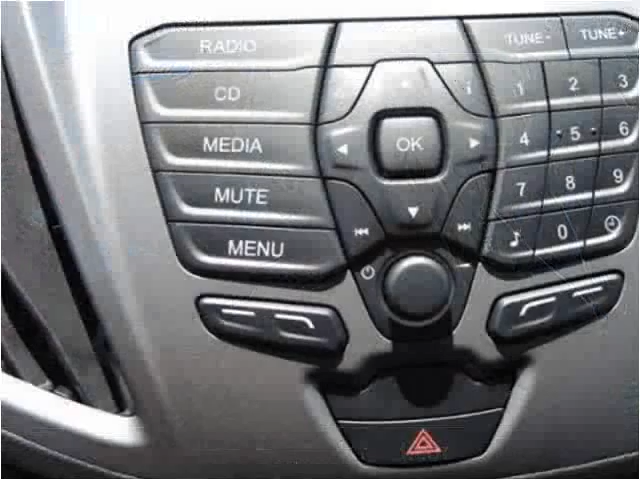 RADIO
TUNE- TUNE+
CD
i
1 2 3
MEDIA
OK
4 5 6
MUTE
7 8 9
MENU
0